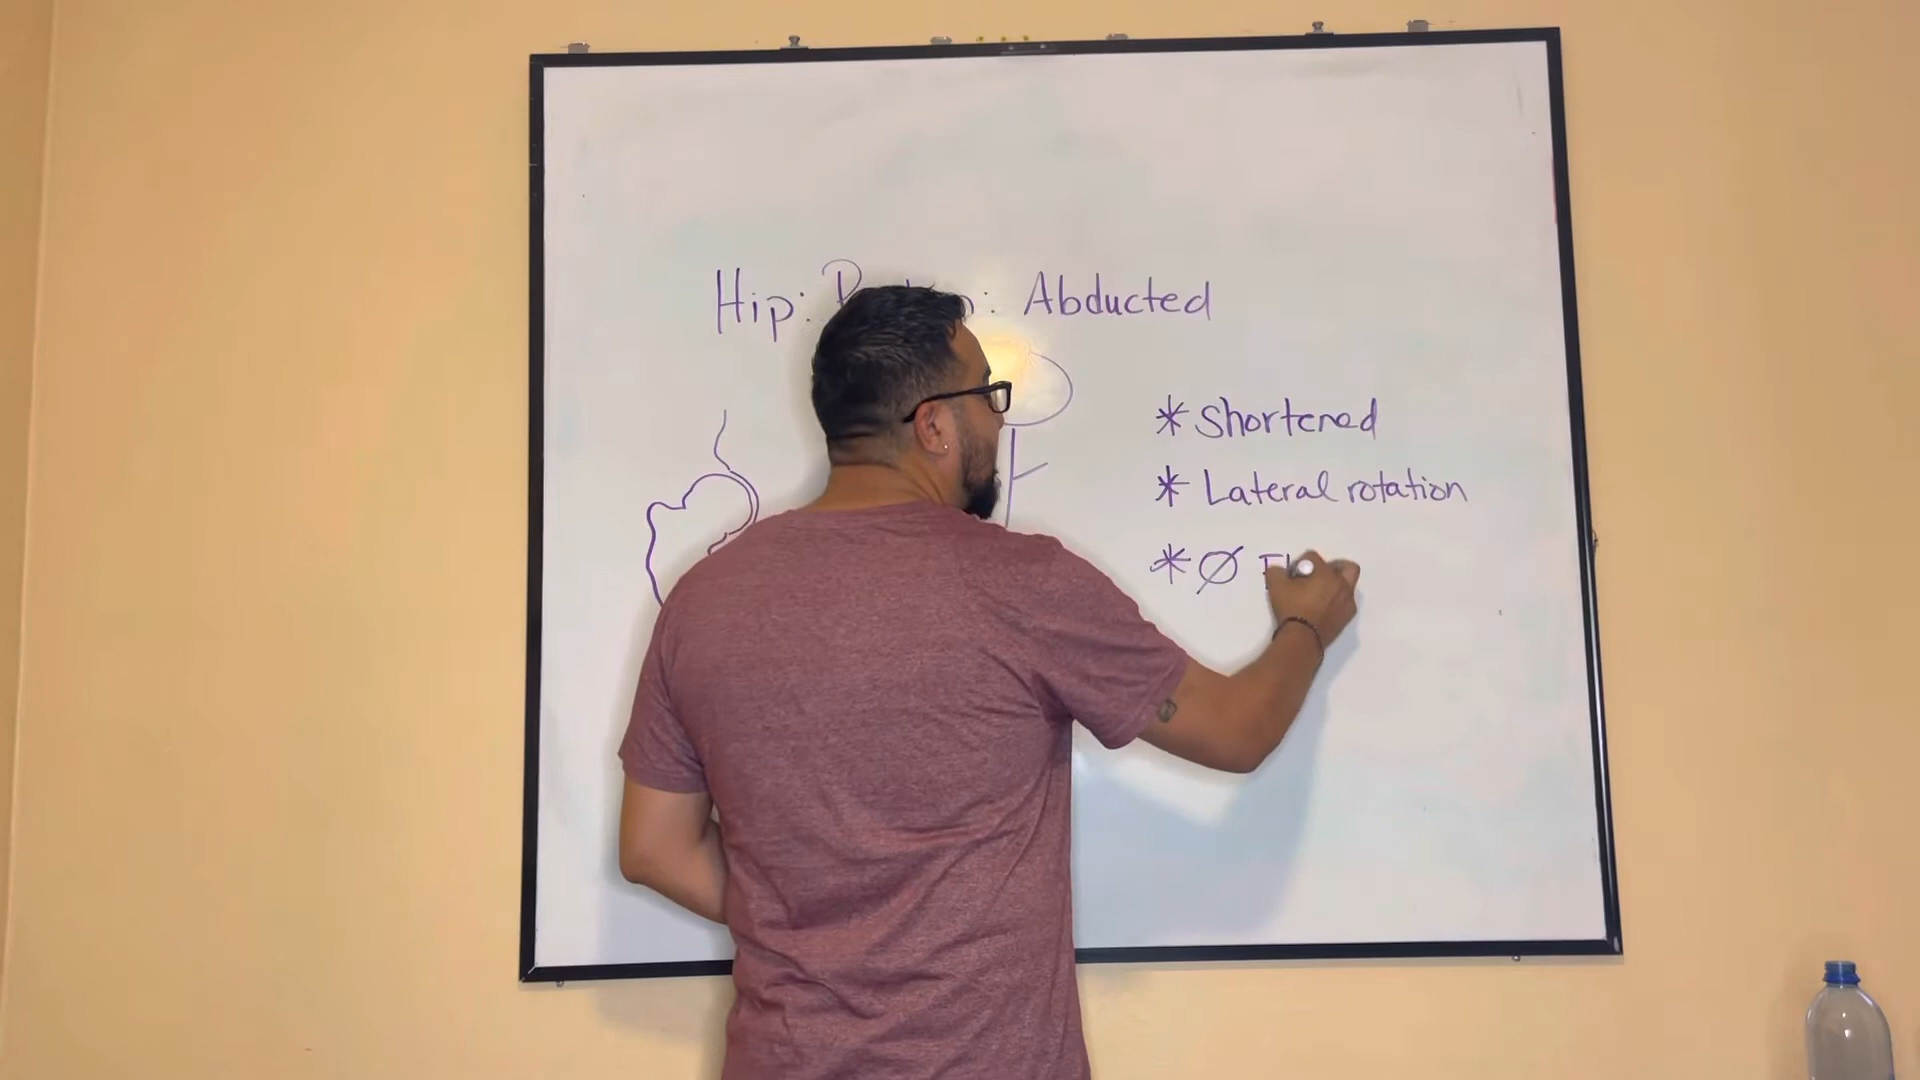 Hip: Abducted
* Shortened
* Lateral rotation
* Ø